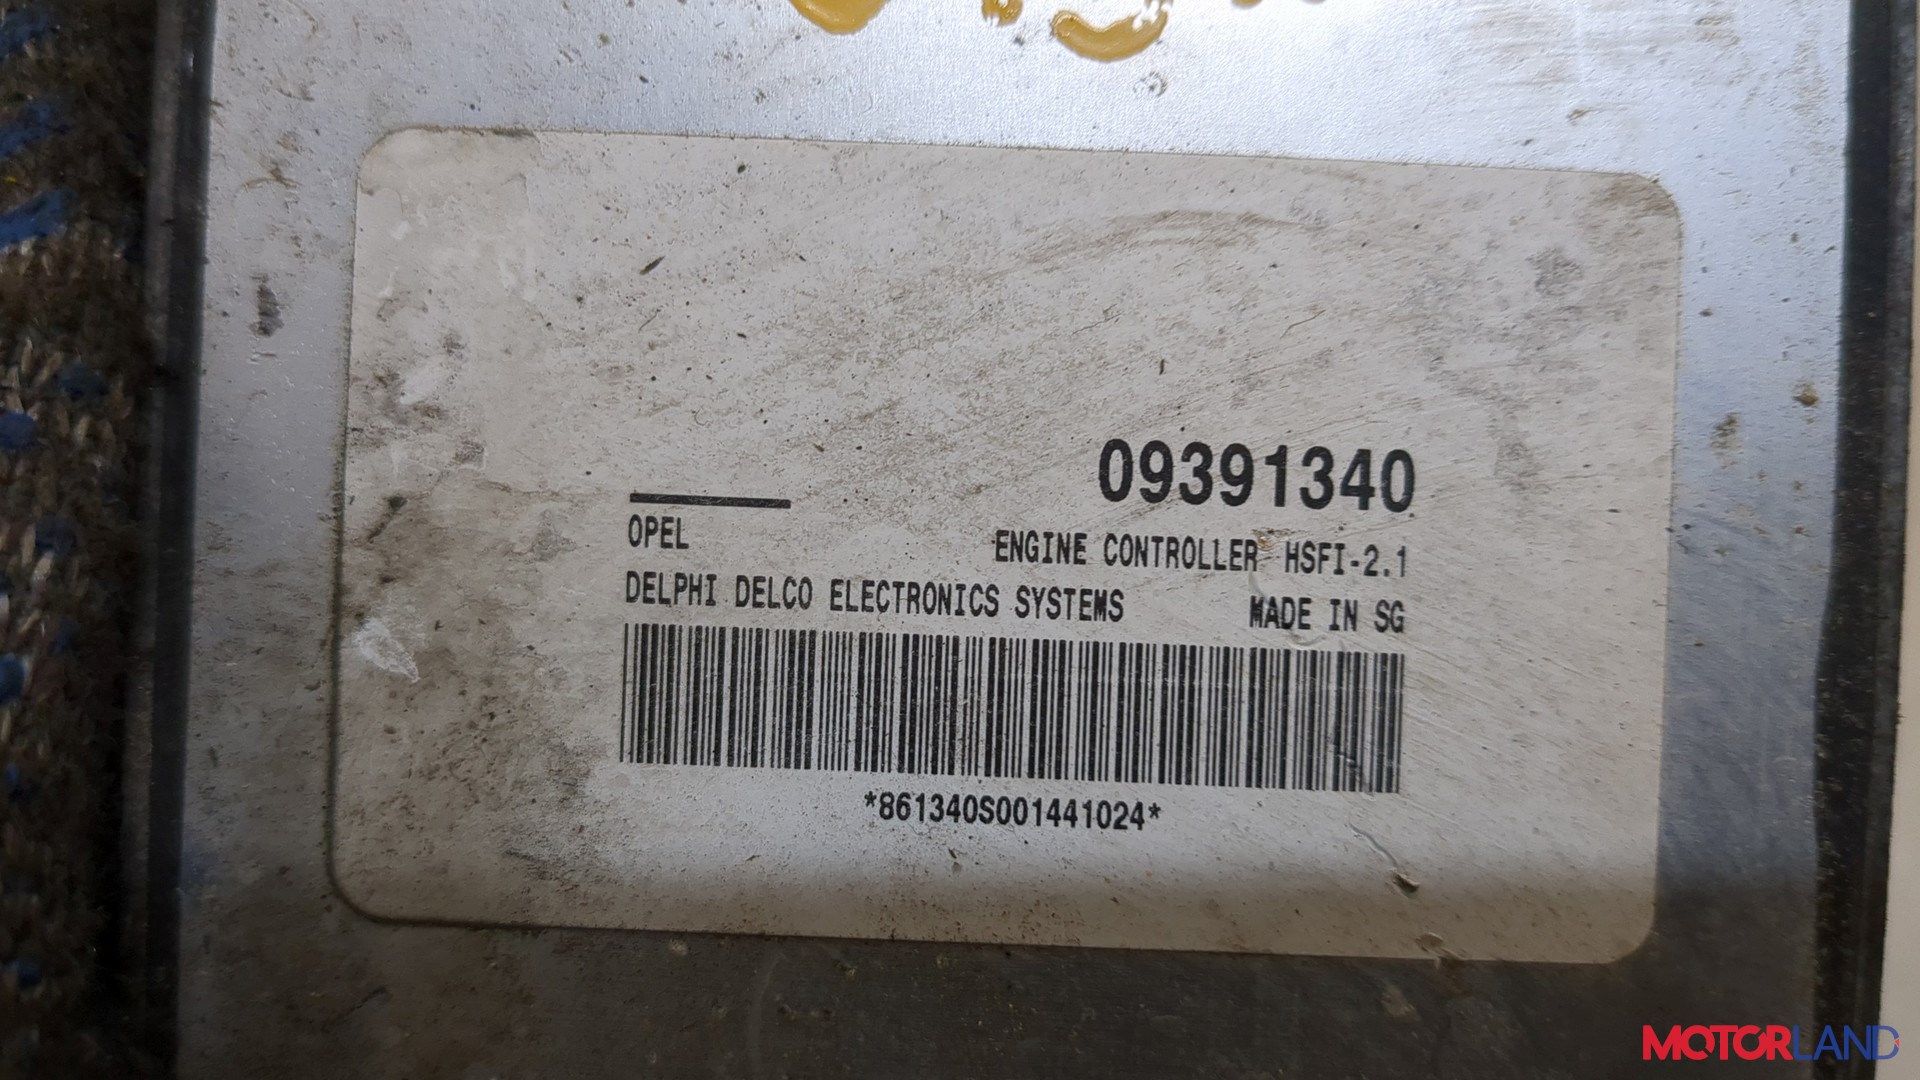 09391340
OPEL ENGINE CONTROLLER HSFI-2.1
DELPHI DELCO ELECTRONICS SYSTEMS MADE IN SG
*861340S001441024*
MOTORLAND